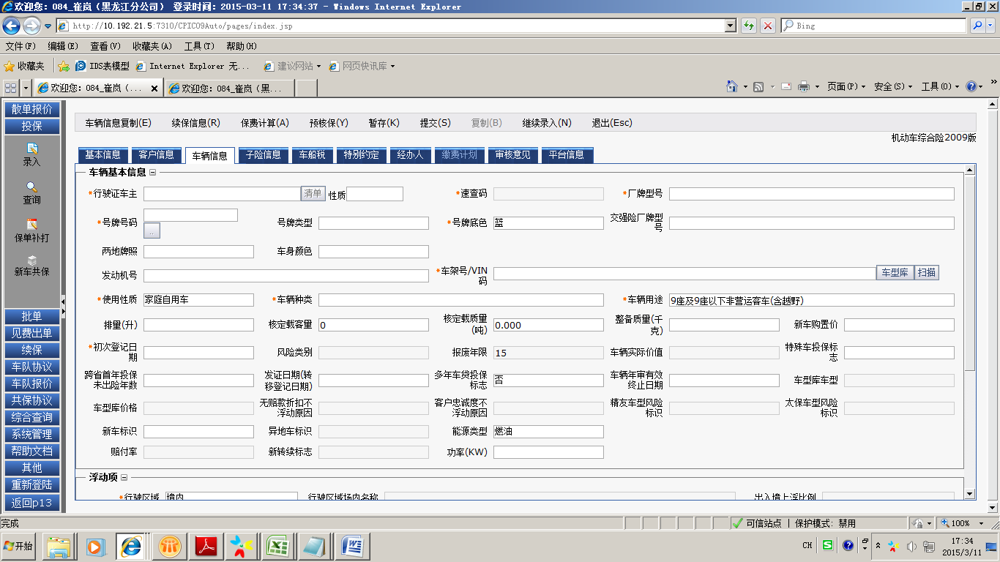 欢迎您：084_崔岚（黑龙江分公司） 登录时间：2015-03-11 17:34:37 - Windows Internet Explorer
http://10.192.21.5:7310/CPIC09Auto/pages/index.jsp
Bing
文件(F) 编辑(E) 查看(V) 收藏夹(A) 工具(T) 帮助(H)
收藏夹 IDS表模型 Internet Explorer 无... 建议网站 网页快讯库
欢迎您：084_崔岚（... 欢迎您：084_崔岚（黑... 页面(P) 安全(S) 工具(O)
散单报价
投保
录入
查询
保单补打
新车共保
批单
见费出单
续保
车队协议
车队报价
共保协议
综合查询
系统管理
帮助文档
其他
重新登陆
返回p13
车辆信息复制(E) 续保信息(R) 保费计算(A) 预核保(Y) 暂存(K) 提交(S) 复制(B) 继续录入(N) 退出(Esc)
机动车综合险2009版
基本信息 客户信息 车辆信息 子险信息 车船税 特别约定 经办人 缴费计划 审核意见 平台信息
车辆基本信息
*行驶证车主 清单 性质 *速查码 *厂牌型号
*号牌号码 .. 号牌类型 *号牌底色 蓝 交强险厂牌型号
两地牌照 车身颜色
发动机号 *车架号/VIN码 车型库 扫描
*使用性质 家庭自用车 *车辆种类 *车辆用途 9座及9座以下非营运客车(含越野)
排量(升) 核定载客量 0 核定载质量(吨) 0.000 整备质量(千克) 新车购置价
*初次登记日期 风险类别 报废年限 15 车辆实际价值 特殊车投保标志
跨省首年投保未出险年数 发证日期(转移登记日期) 多年车贷投保标志 否 车辆年审有效终止日期 车型库车型
车型库价格 无赔款折扣不浮动原因 客户忠诚度不浮动原因 精友车型风险标识 太保车型风险标识
新车标识 异地车标识 能源类型 燃油
赔付率 新转续标志 功率(KW)
浮动项
*行驶区域 境内 行驶区域场内名称 出入境上浮比例
完成 可信站点 | 保护模式: 禁用 100%
开始 CH 17:34
2015/3/11